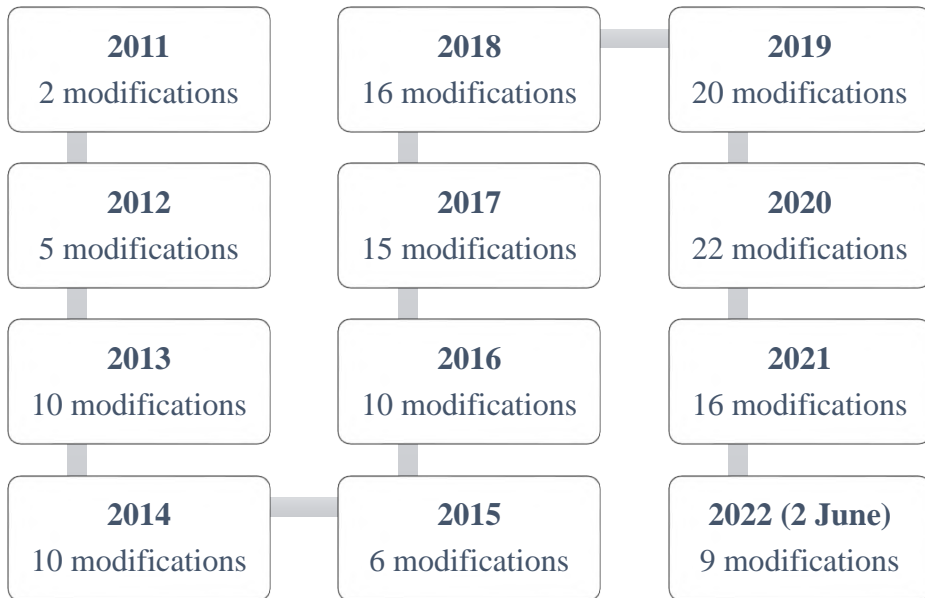 2011
2 modifications
2012
5 modifications
2013
10 modifications
2014
10 modifications
2015
6 modifications
2016
10 modifications
2017
15 modifications
2018
16 modifications
2019
20 modifications
2020
22 modifications
2021
16 modifications
2022 (2 June)
9 modifications